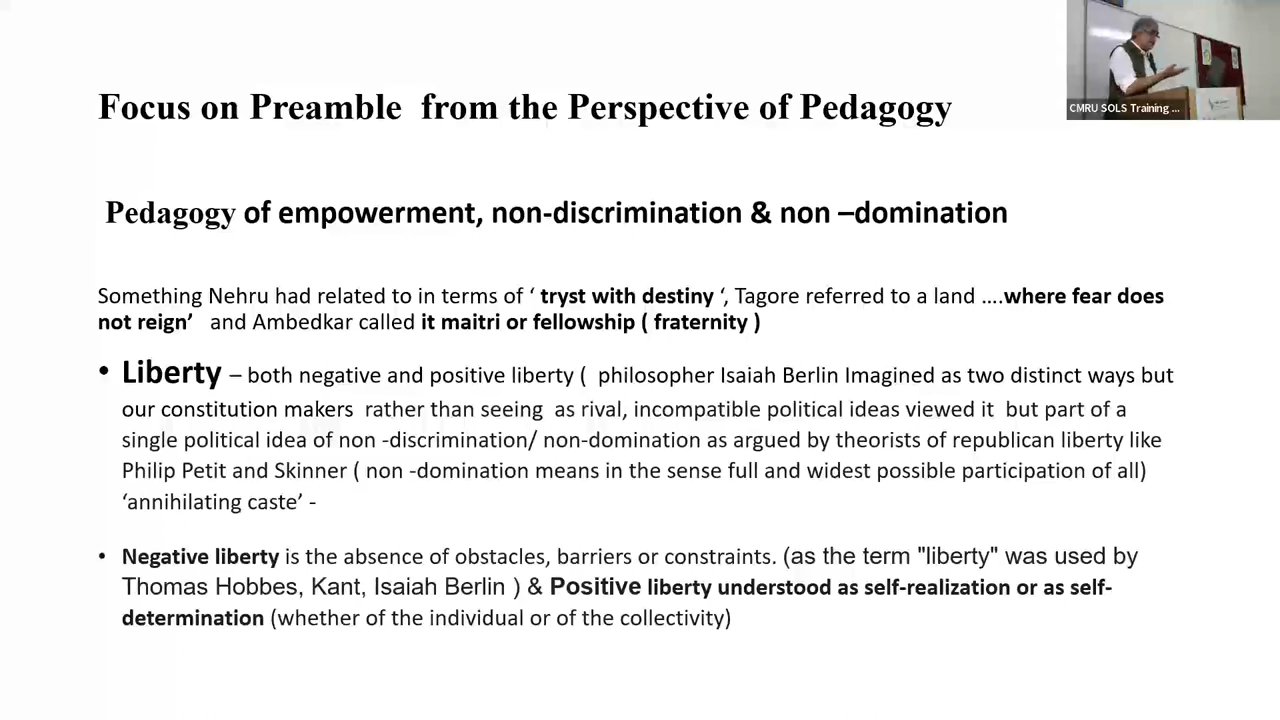 CMRU SOLS Training ...
Focus on Preamble from the Perspective of Pedagogy
Pedagogy of empowerment, non-discrimination & non –domination
Something Nehru had related to in terms of ‘ tryst with destiny ‘, Tagore referred to a land ....where fear does
not reign’ and Ambedkar called it maitri or fellowship ( fraternity )
• Liberty – both negative and positive liberty ( philosopher Isaiah Berlin Imagined as two distinct ways but
our constitution makers rather than seeing as rival, incompatible political ideas viewed it but part of a
single political idea of non -discrimination/ non-domination as argued by theorists of republican liberty like
Philip Petit and Skinner ( non -domination means in the sense full and widest possible participation of all)
‘annihilating caste’ -
• Negative liberty is the absence of obstacles, barriers or constraints. (as the term "liberty" was used by
Thomas Hobbes, Kant, Isaiah Berlin ) & Positive liberty understood as self-realization or as self-
determination (whether of the individual or of the collectivity)